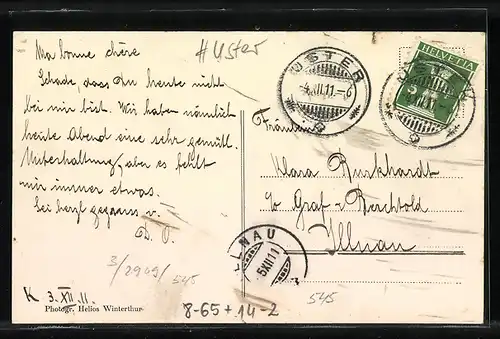 Ma bonne chère
Schade, dass Du heute nicht
bei mir bist. Wir haben nämlich
heute Abend eine sehr gemütl.
Unterhaltung, aber es fehlt
mir immer etwas.
Sei herzl gegrüsst v.
3/2909/545
K 3. XII. 11.
Photogr. Helios Winterthur
# Uster
USTER
-4.XII.11.-6
HELVETIA
5
Fräulein
Klara Burkhardt
p/o Graf - Berchtold
Illnau
ILLNAU
5XII11
545
8-65+14-2